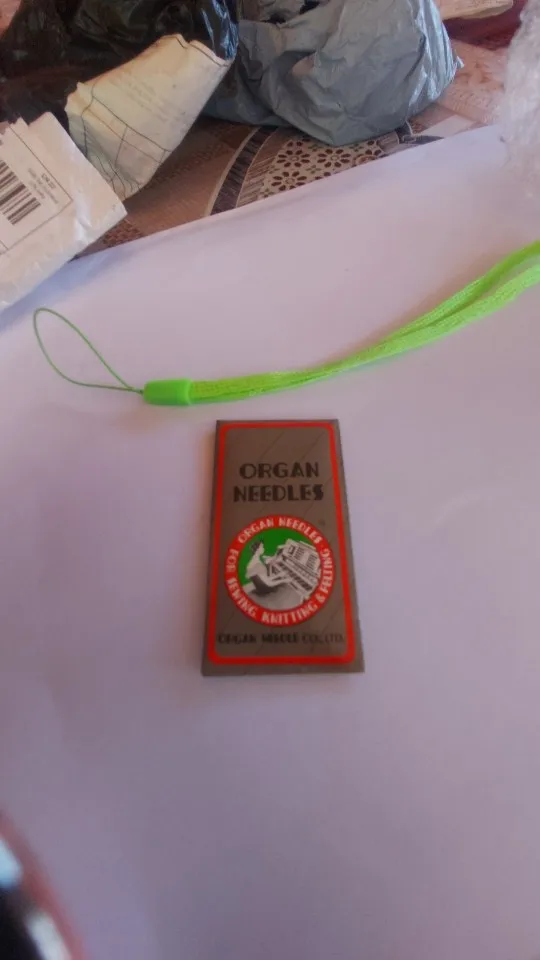 ORGAN
NEEDLES
ORGAN NEEDLES
FOR SEWING, KNITTING & FELTING
ORGAN NEEDLE CO., LTD.